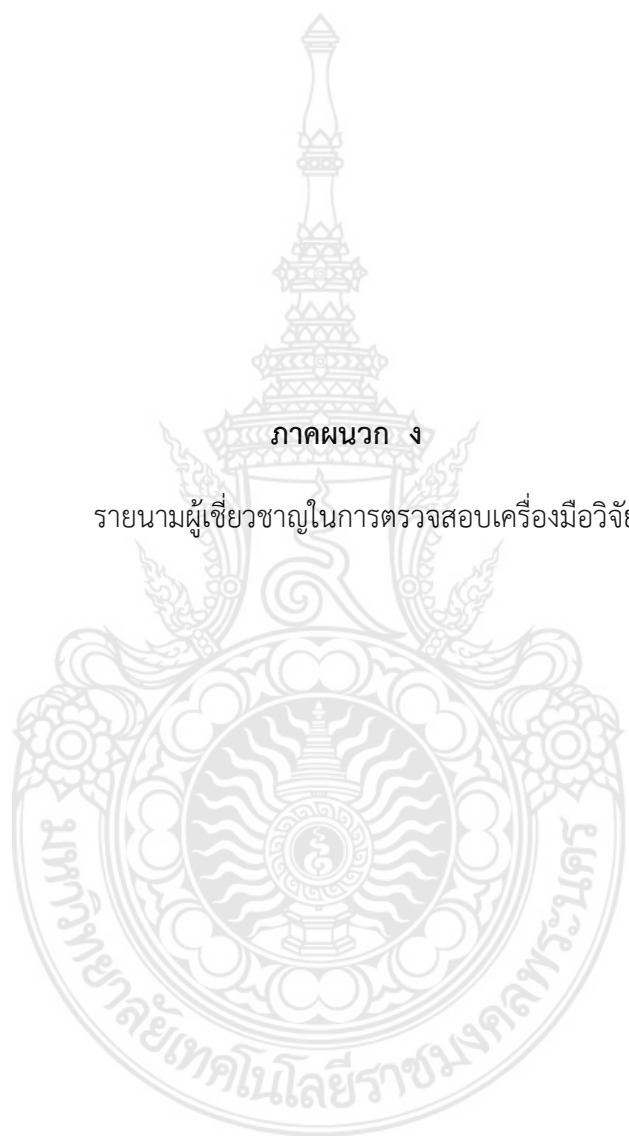 ภาคผนวก ง
รายนามผู้เชี่ยวชาญในการตรวจสอบเครื่องมือวิจัย
มหาวิทยาลัยเทคโนโลยีราชมงคลพระนคร